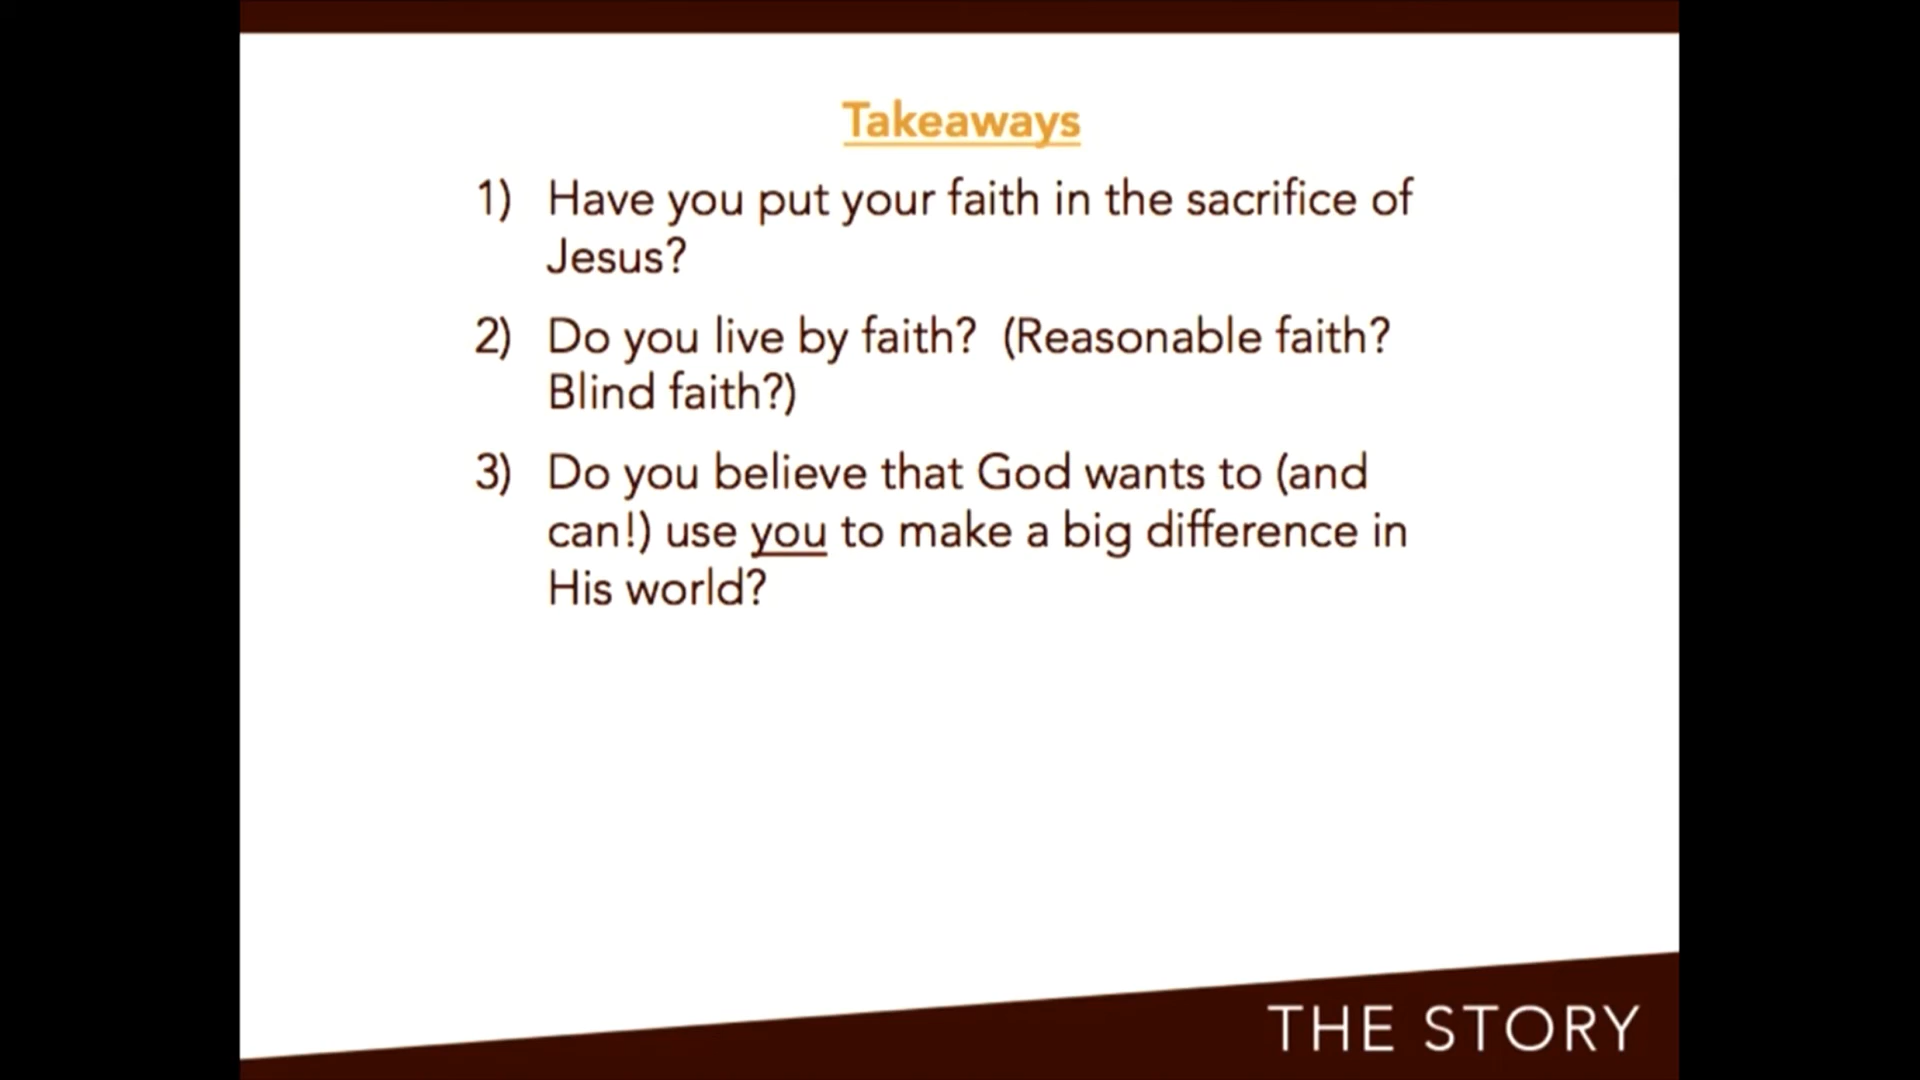 Takeaways
1) Have you put your faith in the sacrifice of
Jesus?
2) Do you live by faith? (Reasonable faith?
Blind faith?)
3) Do you believe that God wants to (and
can!) use you to make a big difference in
His world?
THE STORY